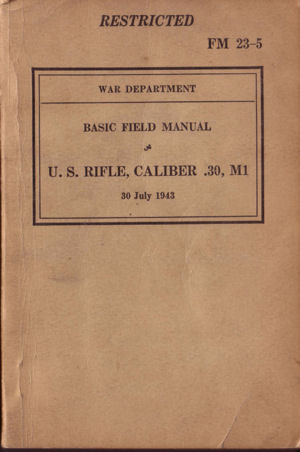 RESTRICTED
FM 23-5
WAR DEPARTMENT
BASIC FIELD MANUAL
U. S. RIFLE, CALIBER .30, M1
30 July 1943